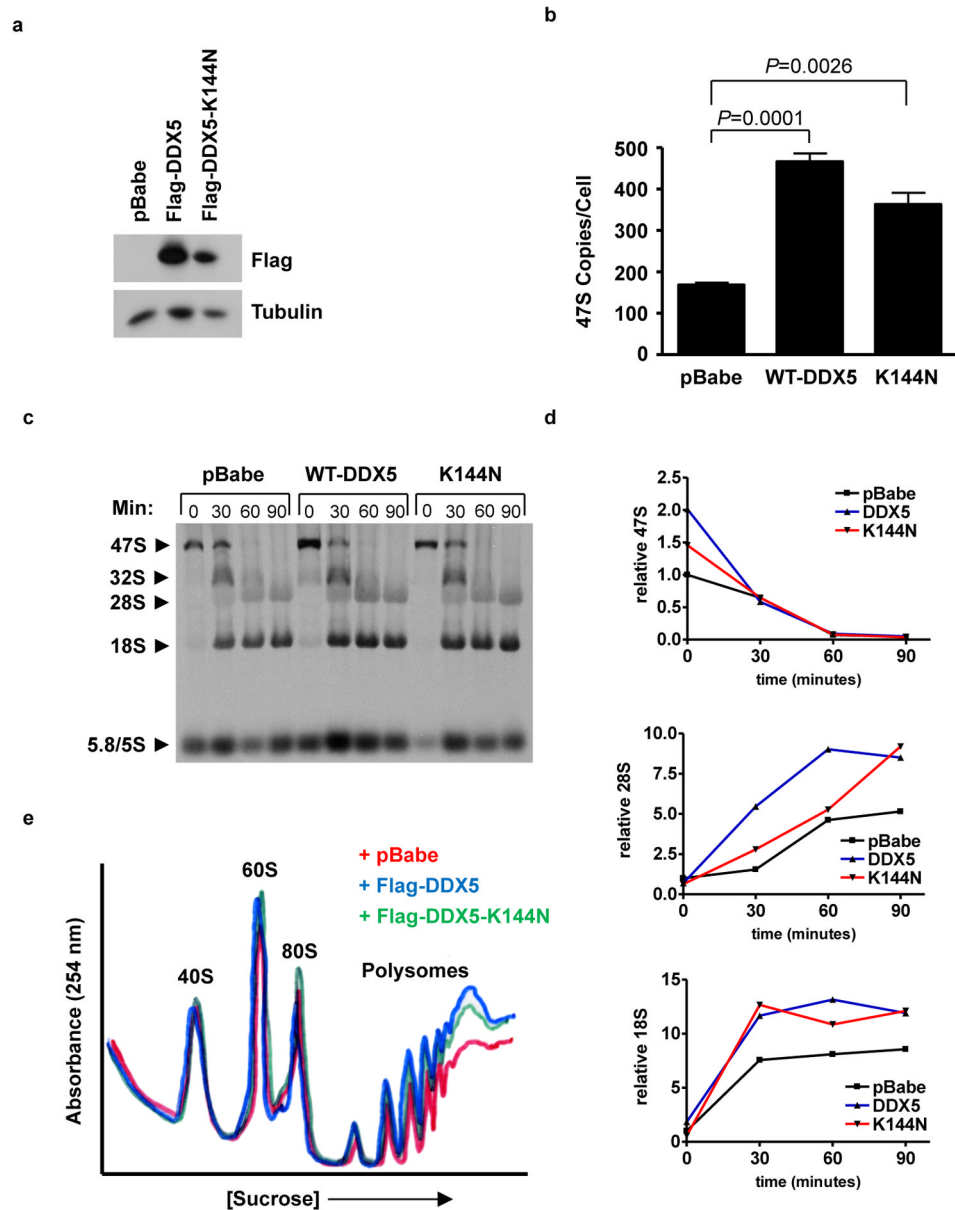 a
pBabe
Flag-DDX5
Flag-DDX5-K144N
Flag
Tubulin
b
P=0.0026
P=0.0001
47S Copies/Cell
500
400
300
200
100
0
pBabe WT-DDX5 K144N
c
pBabe WT-DDX5 K144N
Min: 0 30 60 90 0 30 60 90 0 30 60 90
47S
32S
28S
18S
5.8/5S
d
relative 47S
2.5
2.0
1.5
1.0
0.5
0.0
pBabe
DDX5
K144N
0 30 60 90
time (minutes)
relative 28S
10.0
7.5
5.0
2.5
0.0
pBabe
DDX5
K144N
0 30 60 90
time (minutes)
relative 18S
15
10
5
0
pBabe
DDX5
K144N
0 30 60 90
time (minutes)
e
+ pBabe
+ Flag-DDX5
+ Flag-DDX5-K144N
Absorbance (254 nm)
40S
60S
80S
Polysomes
[Sucrose]